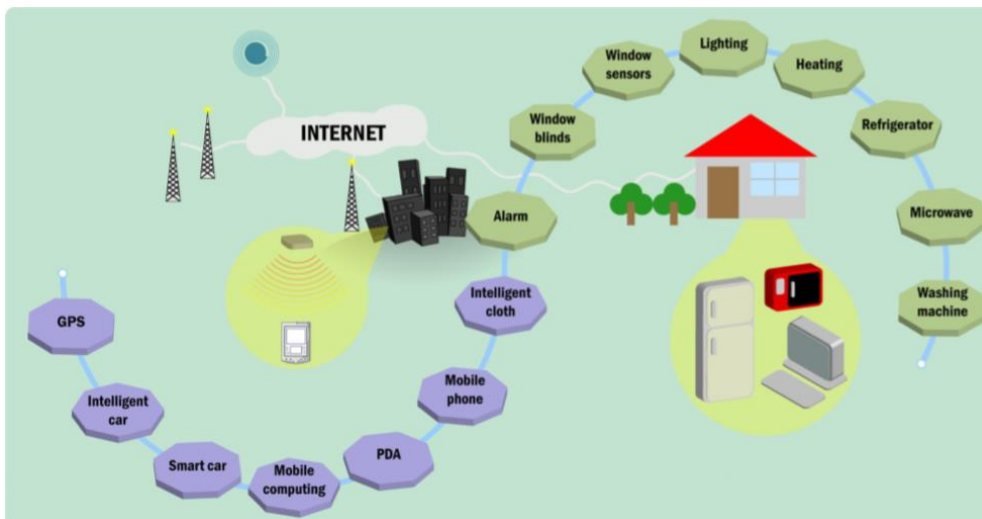 INTERNET
GPS
Intelligent
car
Smart car
Mobile
computing
PDA
Mobile
phone
Intelligent
cloth
Alarm
Window
blinds
Window
sensors
Lighting
Heating
Refrigerator
Microwave
Washing
machine